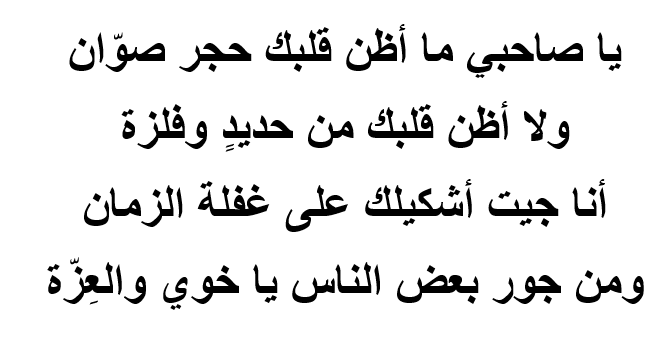 يا صاحبي ما أظن قلبك حجر صوّان
ولا أظن قلبك من حديدٍ وفلزة
أنا جيت أشكيلك على غفلة الزمان
ومن جور بعض الناس يا خوي والعِزّة